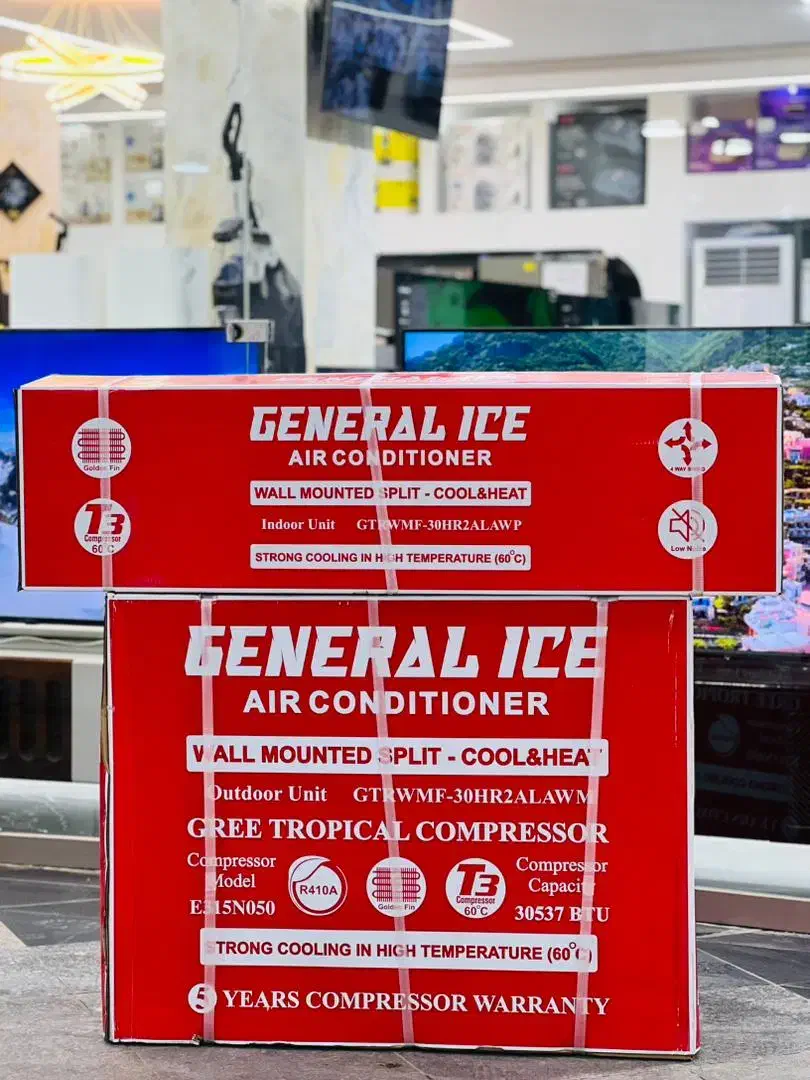 GENERAL ICE
AIR CONDITIONER
WALL MOUNTED SPLIT - COOL&HEAT
Indoor Unit GTRWMF-30HR2ALAWP
STRONG COOLING IN HIGH TEMPERATURE (60°C)
Golden Fin
T3
Compressor
60°C
4 WAY SWING
Low Noise
GENERAL ICE
AIR CONDITIONER
WALL MOUNTED SPLIT - COOL&HEAT
Outdoor Unit GTRWMF-30HR2ALAWM
GREE TROPICAL COMPRESSOR
Compressor
Model
E315N050
R410A
Golden Fin
T3
Compressor
60°C
Compressor
Capacity
30537 BTU
STRONG COOLING IN HIGH TEMPERATURE (60°C)
5 YEARS COMPRESSOR WARRANTY